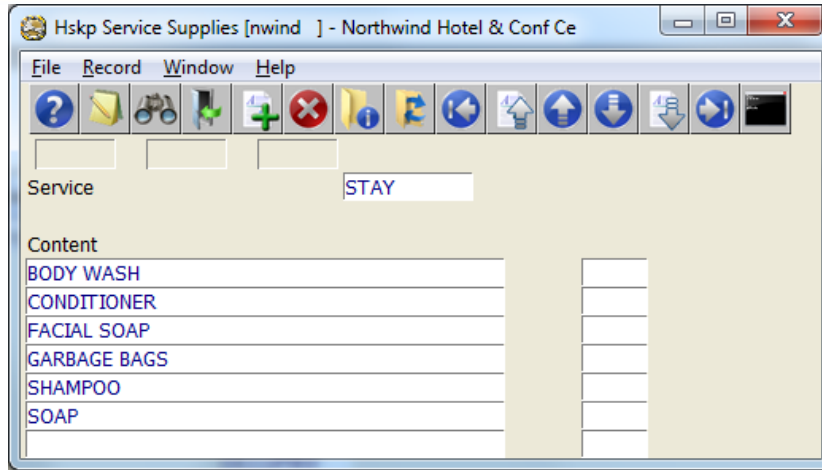 Hskp Service Supplies [nwind   ] - Northwind Hotel & Conf Ce
File Record Window Help
Service STAY
Content
BODY WASH
CONDITIONER
FACIAL SOAP
GARBAGE BAGS
SHAMPOO
SOAP